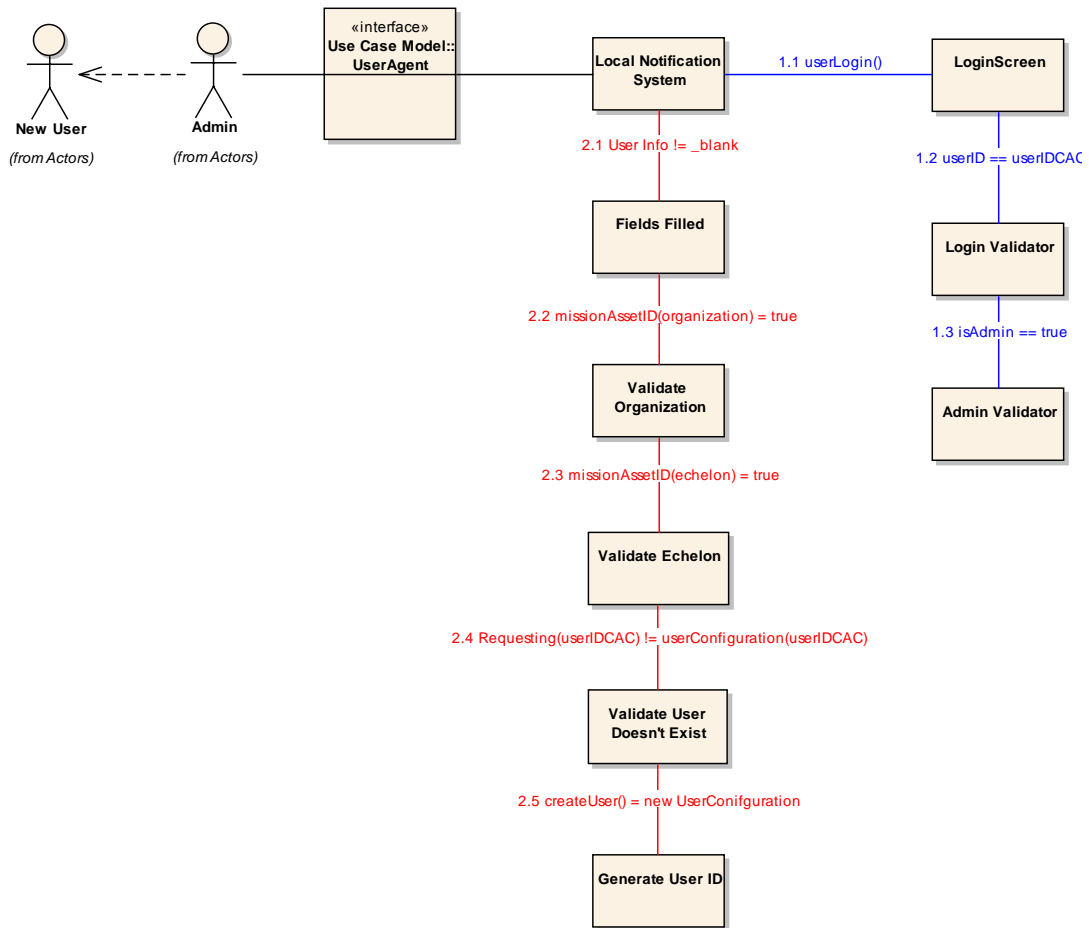 «interface»
Use Case Model::
UserAgent
New User
(from Actors)
Admin
(from Actors)
Local Notification
System
1.1 userLogin()
LoginScreen
2.1 User Info != _blank
1.2 userID == userIDCAC
Fields Filled
Login Validator
2.2 missionAssetID(organization) = true
1.3 isAdmin == true
Validate
Organization
Admin Validator
2.3 missionAssetID(echelon) = true
Validate Echelon
2.4 Requesting(userIDCAC) != userConfiguration(userIDCAC)
Validate User
Doesn't Exist
2.5 createUser() = new UserConifguration
Generate User ID